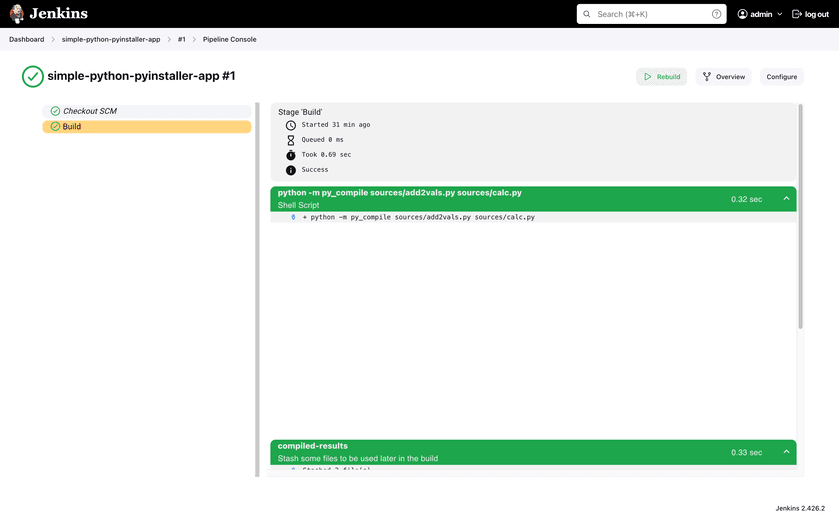 Jenkins
Search (⌘+K)
admin
log out
Dashboard
simple-python-pyinstaller-app
#1
Pipeline Console
simple-python-pyinstaller-app #1
Rebuild
Overview
Configure
Checkout SCM
Build
Stage 'Build'
Started 31 min ago
Queued 0 ms
Took 0.69 sec
Success
python -m py_compile sources/add2vals.py sources/calc.py
Shell Script
0.32 sec
0 + python -m py_compile sources/add2vals.py sources/calc.py
compiled-results
Stash some files to be used later in the build
0.33 sec
Jenkins 2.426.2